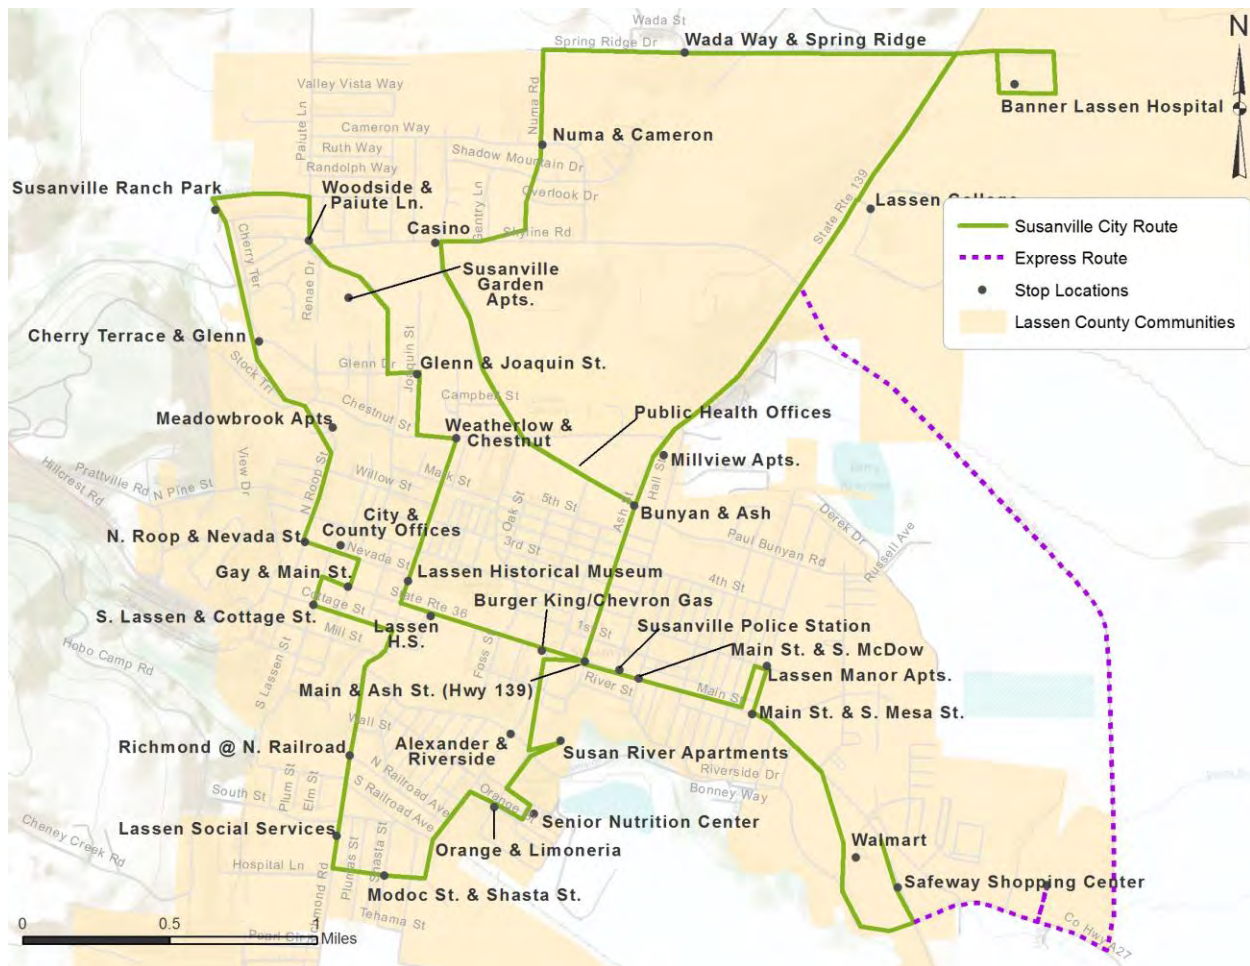 Wada St
N
Spring Ridge Dr
Wada Way & Spring Ridge
Valley Vista Way
Numa Rd
Banner Lassen Hospital
Paiute Ln
Cameron Way
Numa & Cameron
Ruth Way
Shadow Mountain Dr
Randolph Way
Susanville Ranch Park
Woodside &
Paiute Ln.
Overlook Dr
State Rte 139
Gentry Ln
Casino
Skyline Rd
Cherry Ter
Renae Dr
Susanville
Garden
Apts.
Susanville City Route
Express Route
Stop Locations
Lassen County Communities
Cherry Terrace & Glenn
Joaquin St
Stock Trl
Glenn Dr
Glenn & Joaquin St.
Campbell St
Chestnut St
Public Health Offices
Meadowbrook Apts
Weatherlow &
Chestnut
Hall St
Millview Apts.
View Dr
Prattville Rd
N Pine St
Hillcrest Rd
Willow St
Mark St
N Roop St
5th St
Oak St
Ash St
Bunyan & Ash
Derek Dr
City &
County Offices
N. Roop & Nevada St.
Nevada St
3rd St
Paul Bunyan Rd
Russell Ave
Gay & Main St.
Lassen Historical Museum
4th St
State Rte 36
Burger King/Chevron Gas
Cottage St
S. Lassen & Cottage St.
Mill St
Lassen
H.S.
1st St
Susanville Police Station
Main St. & S. McDow
Hobo Camp Rd
S Lassen St
Foss St
River St
Lassen Manor Apts.
Main & Ash St. (Hwy 139)
Main St
Main St. & S. Mesa St.
Wall St
Richmond @ N. Railroad
Alexander &
Riverside
Susan River Apartments
N Railroad Ave
Riverside Dr
Bonney Way
South St
Plum St
Elm St
S Railroad Ave
Senior Nutrition Center
Cheney Creek Rd
Lassen Social Services
Orange & Limoneria
Walmart
Hospital Ln
Plumas St
Shasta St
Safeway Shopping Center
Modoc St. & Shasta St.
Tehama St
Co Hwy A27
0 0.5 1
Miles